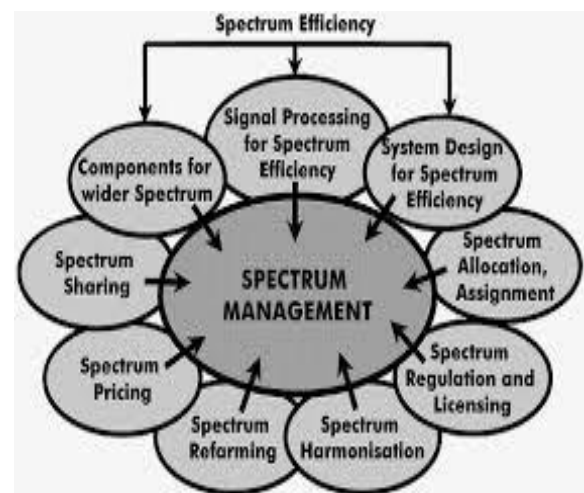 Spectrum Efficiency
Signal Processing
for Spectrum
Efficiency
Components for
wider Spectrum
System Design
for Spectrum
Efficiency
Spectrum
Sharing
SPECTRUM
MANAGEMENT
Spectrum
Allocation,
Assignment
Spectrum
Pricing
Spectrum
Regulation and
Licensing
Spectrum
Refarming
Spectrum
Harmonisation